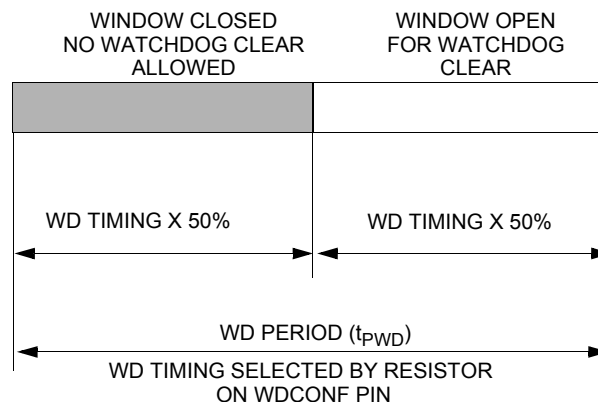 WINDOW CLOSED
NO WATCHDOG CLEAR
ALLOWED
WINDOW OPEN
FOR WATCHDOG
CLEAR
WD TIMING X 50%
WD TIMING X 50%
WD PERIOD (tPWD)
WD TIMING SELECTED BY RESISTOR
ON WDCONF PIN